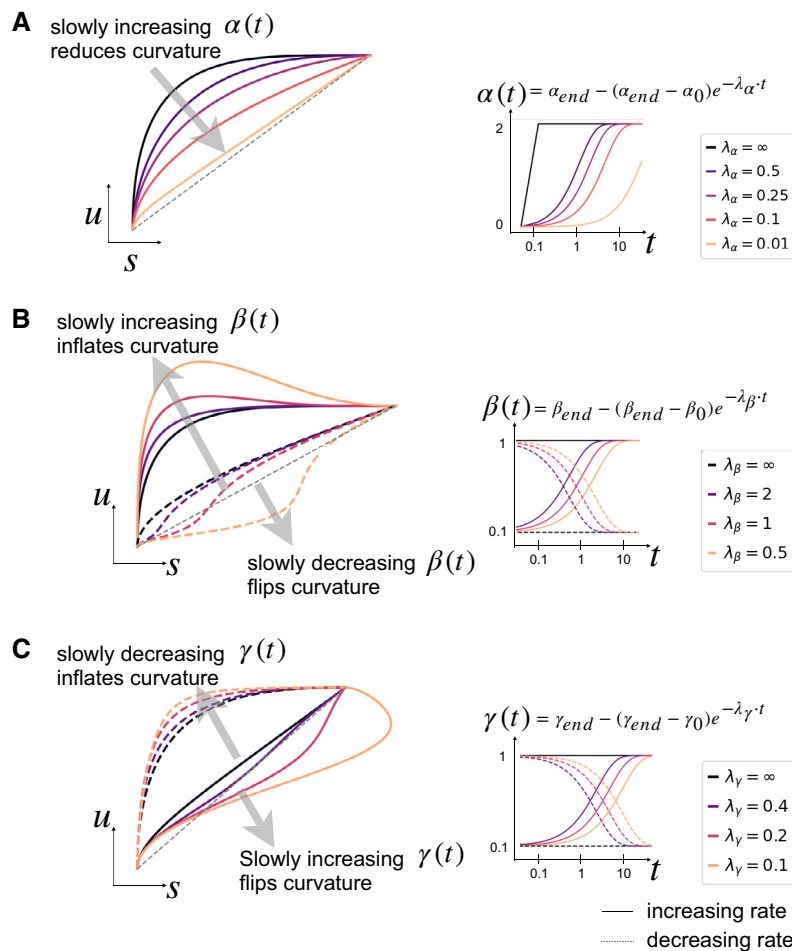 A
slowly increasing α(t)
reduces curvature
u
s
α(t) = α_end − (α_end − α_0)e^{−λ_α·t}
2
0
0.1 1 10 t
λ_α = ∞
λ_α = 0.5
λ_α = 0.25
λ_α = 0.1
λ_α = 0.01
B
slowly increasing β(t)
inflates curvature
u
s
slowly decreasing β(t)
flips curvature
β(t) = β_end − (β_end − β_0)e^{−λ_β·t}
1
0.1
0.1 1 10 t
λ_β = ∞
λ_β = 2
λ_β = 1
λ_β = 0.5
C
slowly decreasing γ(t)
inflates curvature
u
s
Slowly increasing γ(t)
flips curvature
γ(t) = γ_end − (γ_end − γ_0)e^{−λ_γ·t}
1
0.1
0.1 1 10 t
λ_γ = ∞
λ_γ = 0.4
λ_γ = 0.2
λ_γ = 0.1
increasing rate
decreasing rate